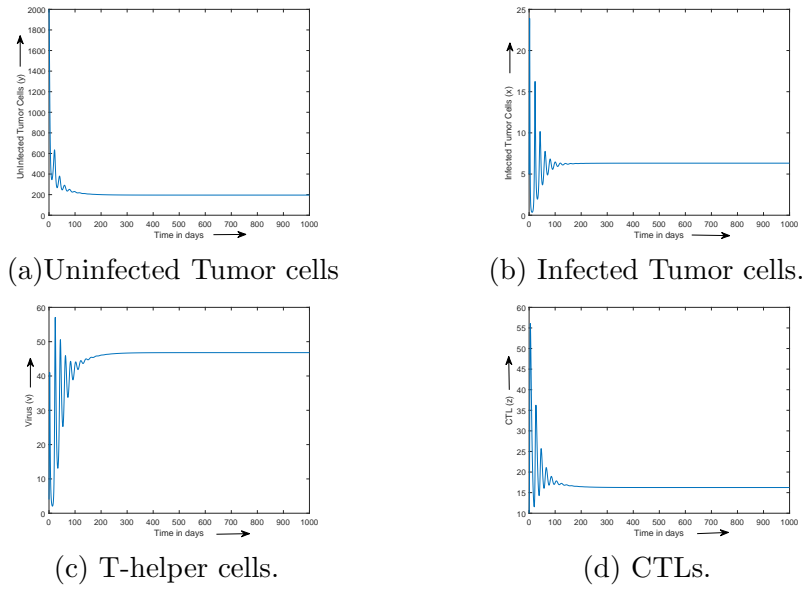 2000
1800
1600
1400
1200
1000
800
600
400
200
0
UnInfected Tumor Cells (y)
0 100 200 300 400 500 600 700 800 900 1000
Time in days
(a)Uninfected Tumor cells
25
20
15
10
5
0
Infected Tumor Cells (x)
0 100 200 300 400 500 600 700 800 900 1000
Time in days
(b) Infected Tumor cells.
60
50
40
30
20
10
0
Virus (v)
0 100 200 300 400 500 600 700 800 900 1000
Time in days
(c) T-helper cells.
60
55
50
45
40
35
30
25
20
15
10
CTL (z)
0 100 200 300 400 500 600 700 800 900 1000
Time in days
(d) CTLs.